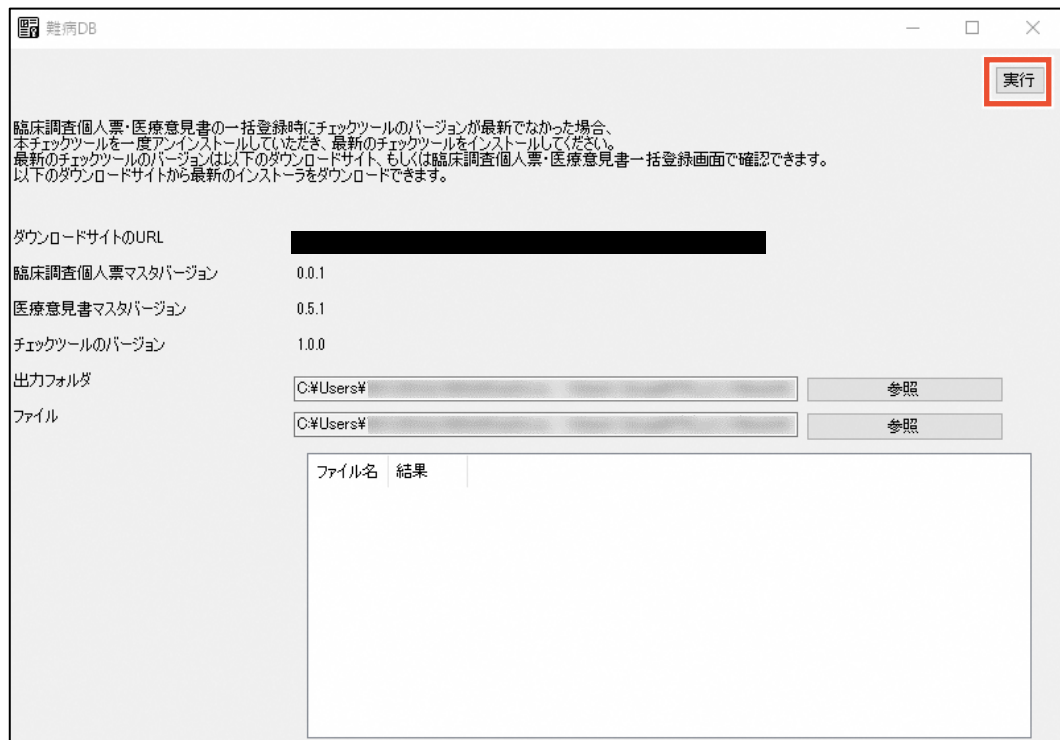 難病DB
実行
臨床調査個人票・医療意見書の一括登録時にチェックツールのバージョンが最新でなかった場合、
本チェックツールを一度アンインストールしていただき、最新のチェックツールをインストールしてください。
最新のチェックツールのバージョンは以下のダウンロードサイト、もしくは臨床調査個人票・医療意見書一括登録画面で確認できます。
以下のダウンロードサイトから最新のインストーラをダウンロードできます。
ダウンロードサイトのURL
臨床調査個人票マスタバージョン 0.0.1
医療意見書マスタバージョン 0.5.1
チェックツールのバージョン 1.0.0
出力フォルダ C:¥Users¥ 参照
ファイル C:¥Users¥ 参照
ファイル名 結果